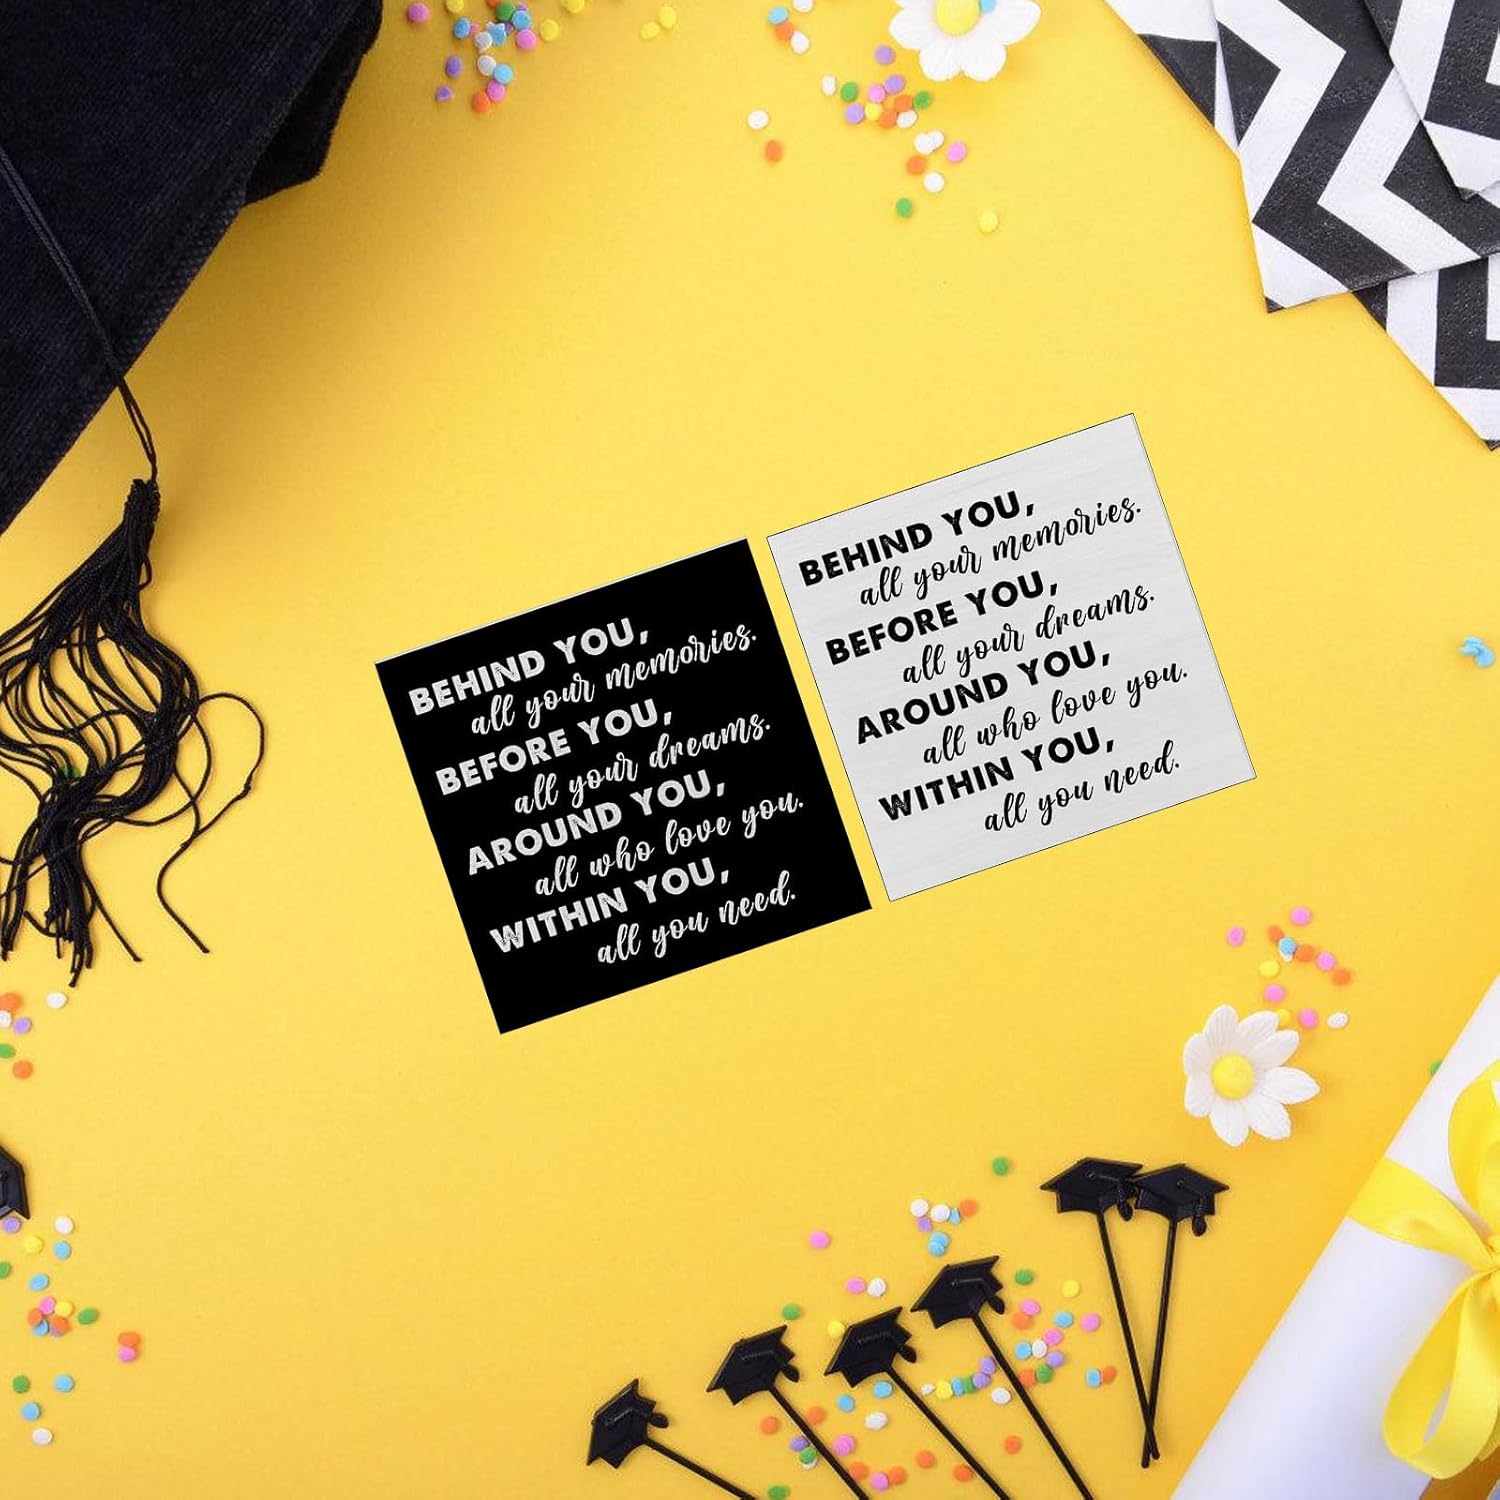 BEHIND YOU,
all your memories.
BEFORE YOU,
all your dreams.
AROUND YOU,
all who love you.
WITHIN YOU,
all you need.
BEHIND YOU,
all your memories.
BEFORE YOU,
all your dreams.
AROUND YOU,
all who love you.
WITHIN YOU,
all you need.